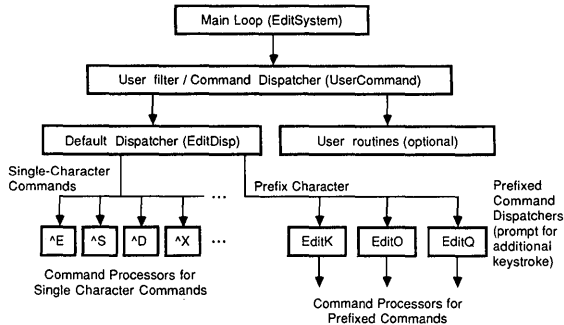 Main Loop (EditSystem)
User filter / Command Dispatcher (UserCommand)
Default Dispatcher (EditDisp)
User routines (optional)
Single-Character
Commands
...
Prefix Character
Prefixed
Command
Dispatchers
(prompt for
additional
keystroke)
^E
^S
^D
^X
...
EditK
EditO
EditQ
Command Processors for
Single Character Commands
Command Processors for
Prefixed Commands